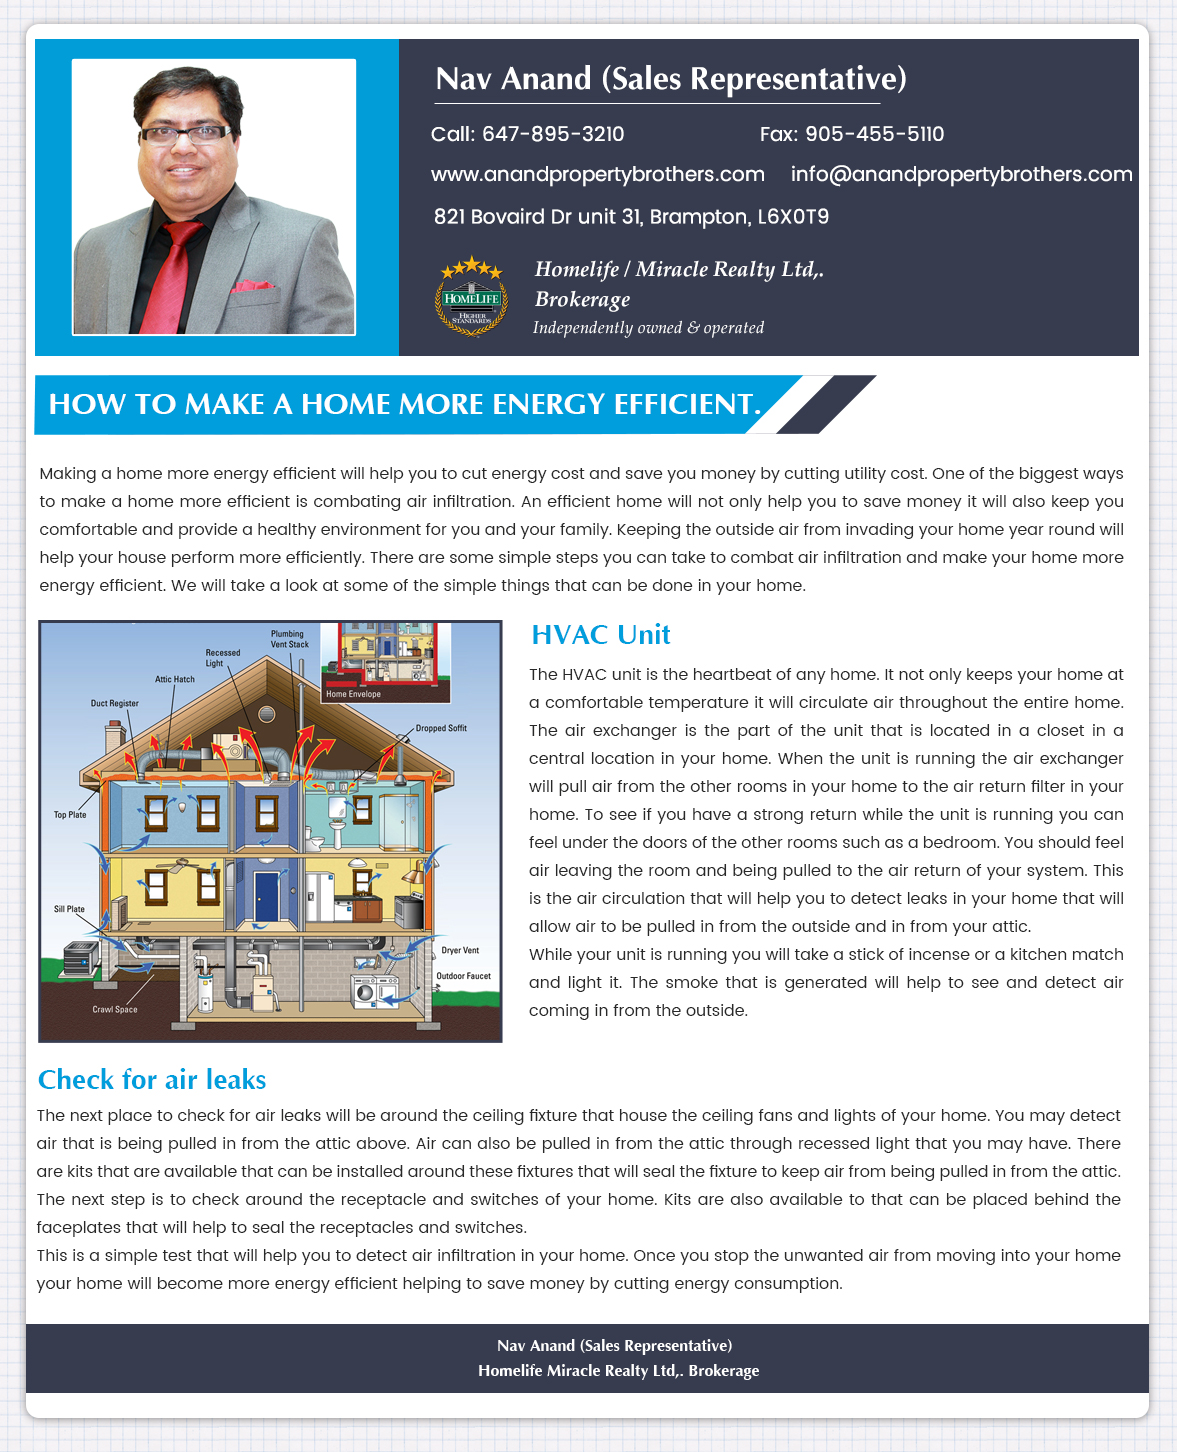 Nav Anand (Sales Representative)
Call: 647-895-3210 Fax: 905-455-5110
www.anandpropertybrothers.com info@anandpropertybrothers.com
821 Bovaird Dr unit 31, Brampton, L6X0T9
HOMELIFE
HIGHER
STANDARDS
Homelife / Miracle Realty Ltd,.
Brokerage
Independently owned & operated
HOW TO MAKE A HOME MORE ENERGY EFFICIENT.
Making a home more energy efficient will help you to cut energy cost and save you money by cutting utility cost. One of the biggest ways
to make a home more efficient is combating air infiltration. An efficient home will not only help you to save money it will also keep you
comfortable and provide a healthy environment for you and your family. Keeping the outside air from invading your home year round will
help your house perform more efficiently. There are some simple steps you can take to combat air infiltration and make your home more
energy efficient. We will take a look at some of the simple things that can be done in your home.
Plumbing
Vent Stack
Recessed
Light
Attic Hatch
Duct Register
Home Envelope
Dropped Soffit
Top Plate
Sill Plate
Dryer Vent
Outdoor Faucet
Crawl Space
HVAC Unit
The HVAC unit is the heartbeat of any home. It not only keeps your home at
a comfortable temperature it will circulate air throughout the entire home.
The air exchanger is the part of the unit that is located in a closet in a
central location in your home. When the unit is running the air exchanger
will pull air from the other rooms in your home to the air return filter in your
home. To see if you have a strong return while the unit is running you can
feel under the doors of the other rooms such as a bedroom. You should feel
air leaving the room and being pulled to the air return of your system. This
is the air circulation that will help you to detect leaks in your home that will
allow air to be pulled in from the outside and in from your attic.
While your unit is running you will take a stick of incense or a kitchen match
and light it. The smoke that is generated will help to see and detect air
coming in from the outside.
Check for air leaks
The next place to check for air leaks will be around the ceiling fixture that house the ceiling fans and lights of your home. You may detect
air that is being pulled in from the attic above. Air can also be pulled in from the attic through recessed light that you may have. There
are kits that are available that can be installed around these fixtures that will seal the fixture to keep air from being pulled in from the attic.
The next step is to check around the receptacle and switches of your home. Kits are also available to that can be placed behind the
faceplates that will help to seal the receptacles and switches.
This is a simple test that will help you to detect air infiltration in your home. Once you stop the unwanted air from moving into your home
your home will become more energy efficient helping to save money by cutting energy consumption.
Nav Anand (Sales Representative)
Homelife Miracle Realty Ltd,. Brokerage